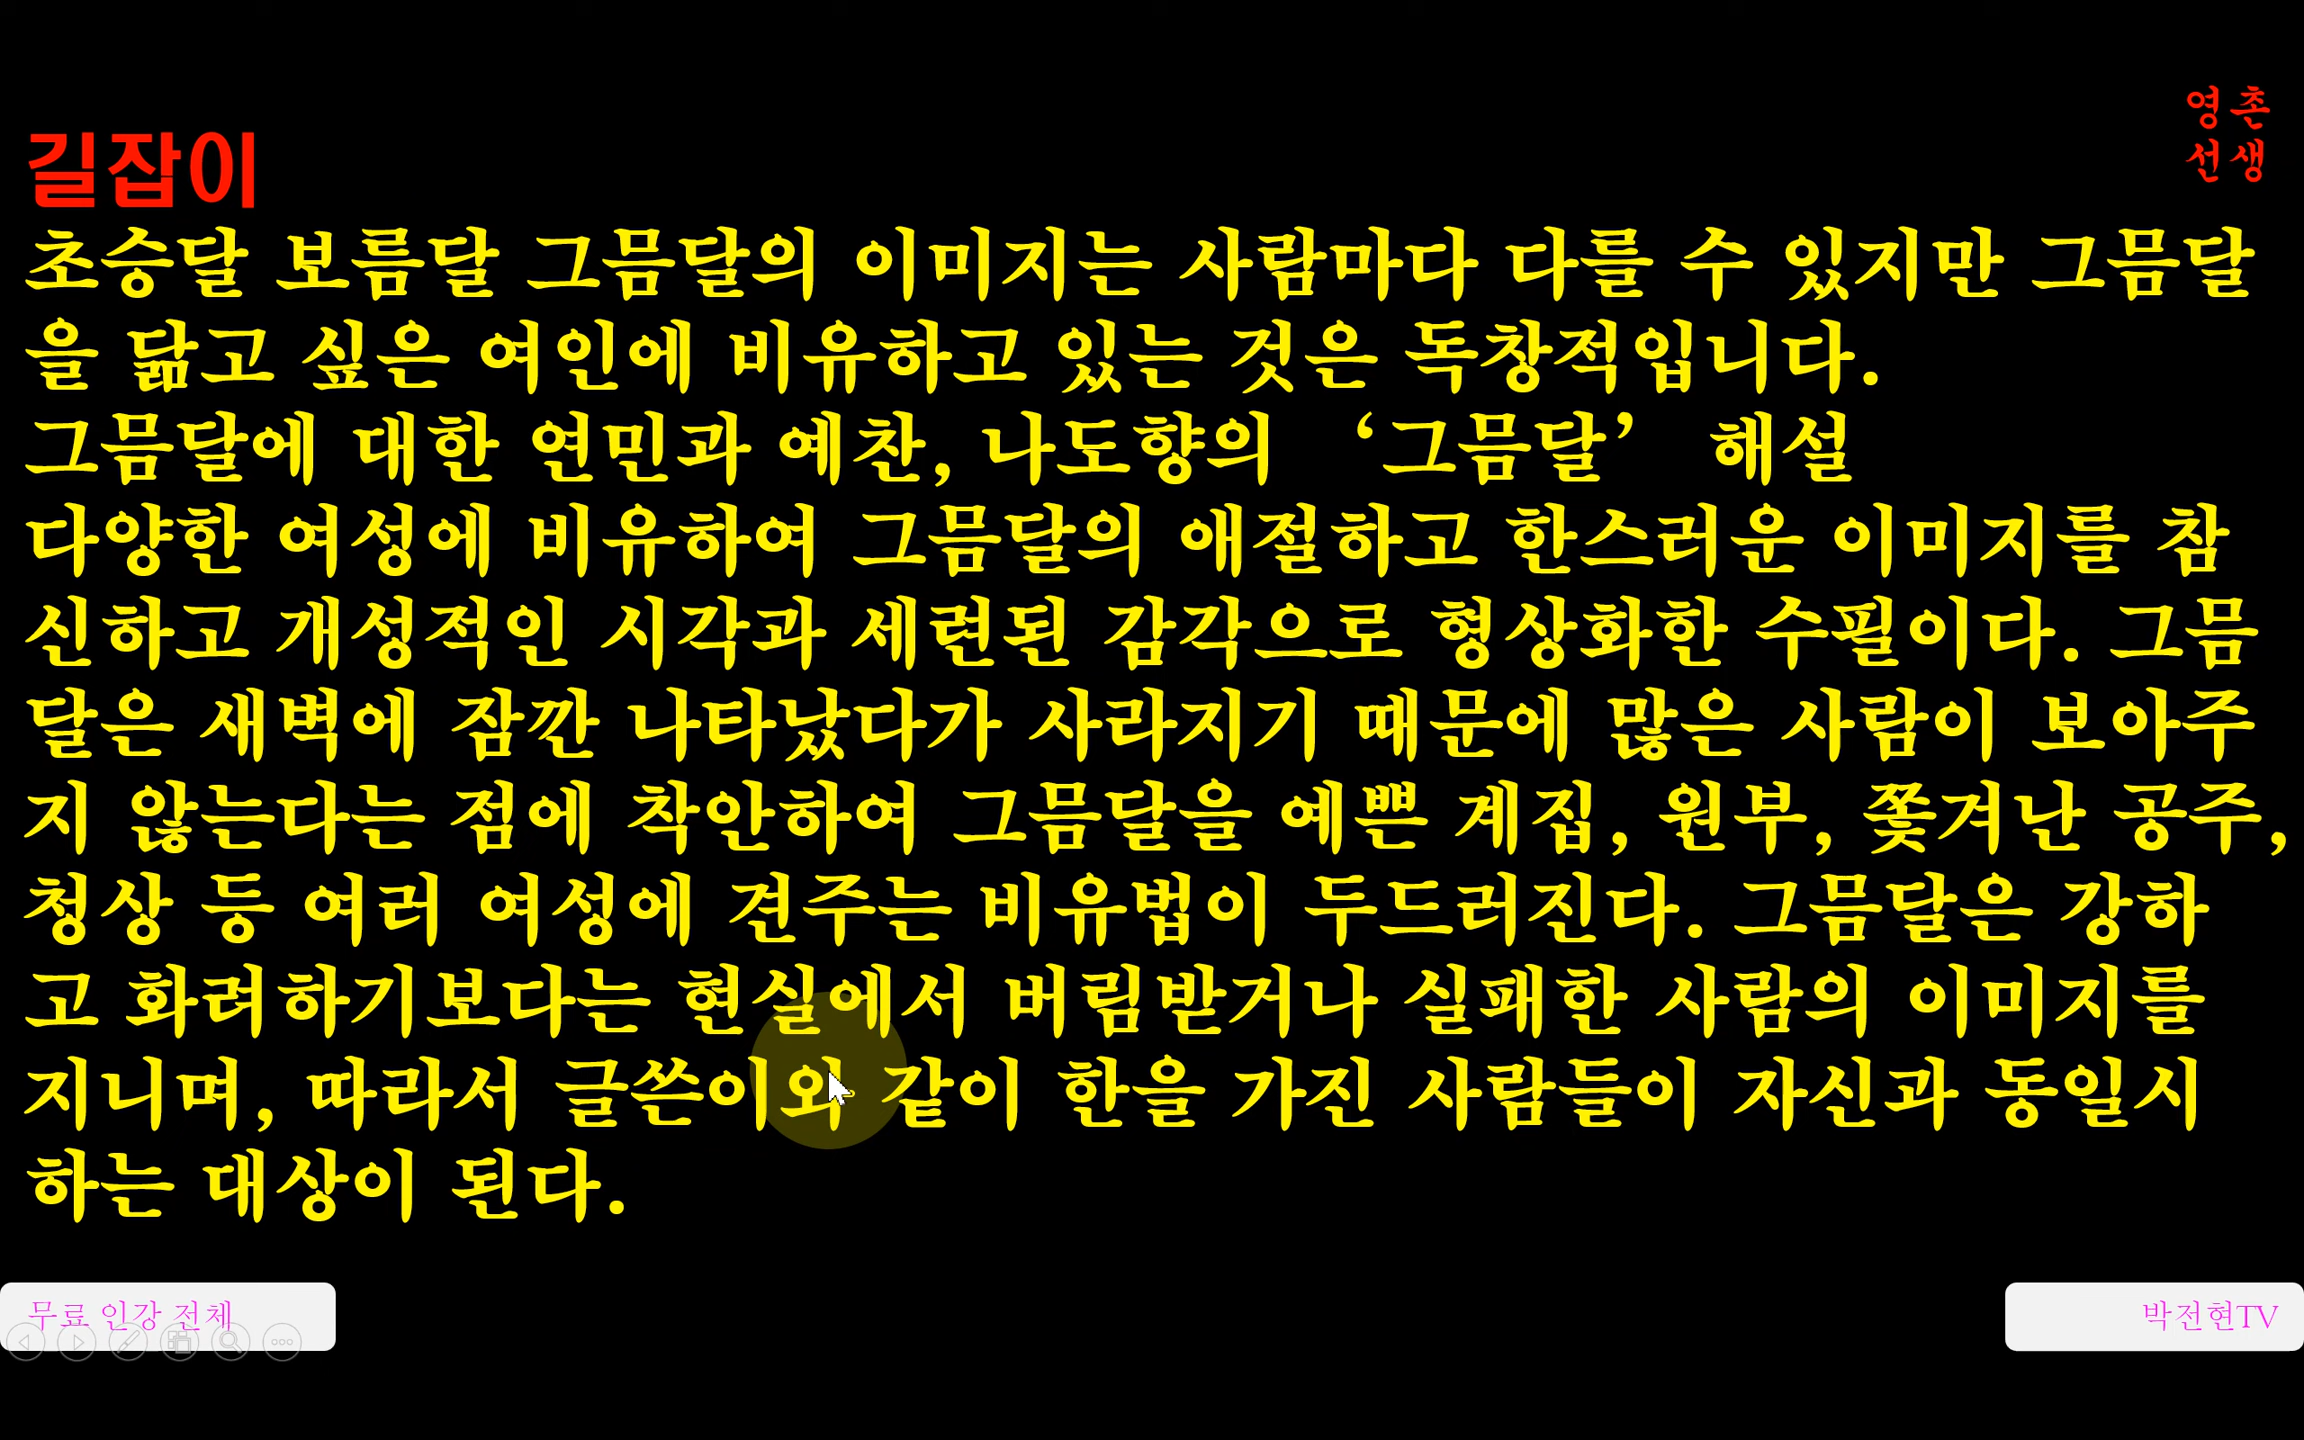 영촌
선생
길잡이
초승달 보름달 그믐달의 이미지는 사람마다 다를 수 있지만 그믐달
을 닮고 싶은 여인에 비유하고 있는 것은 독창적입니다.
그믐달에 대한 연민과 예찬, 나도향의 ‘그믐달’ 해설
다양한 여성에 비유하여 그믐달의 애절하고 한스러운 이미지를 참
신하고 개성적인 시각과 세련된 감각으로 형상화한 수필이다. 그믐
달은 새벽에 잠깐 나타났다가 사라지기 때문에 많은 사람이 보아주
지 않는다는 점에 착안하여 그믐달을 예쁜 계집, 원부, 쫓겨난 공주,
청상 등 여러 여성에 견주는 비유법이 두드러진다. 그믐달은 강하
고 화려하기보다는 현실에서 버림받거나 실패한 사람의 이미지를
지니며, 따라서 글쓴이와 같이 한을 가진 사람들이 자신과 동일시
하는 대상이 된다.
무료 인강 전체
박전현TV